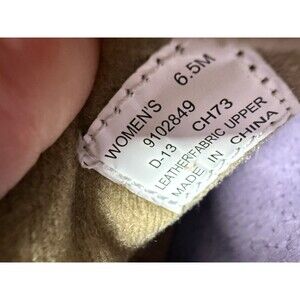 WOMEN'S 6.5M
9102849
D-13 CH73
LEATHER/FABRIC UPPER
MADE IN CHINA